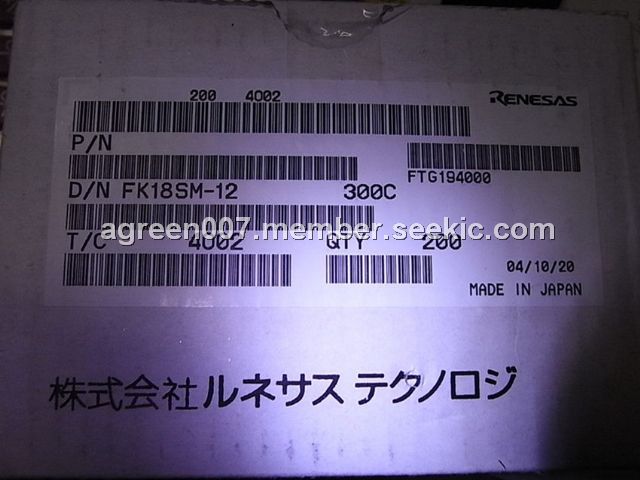 200 4002
RENESAS
P/N
FTG194000
D/N FK18SM-12 300C
agreen007.member.seekic.com
T/C 4002 QTY 200
04/10/20
MADE IN JAPAN
株式会社 ルネサス テクノロジ